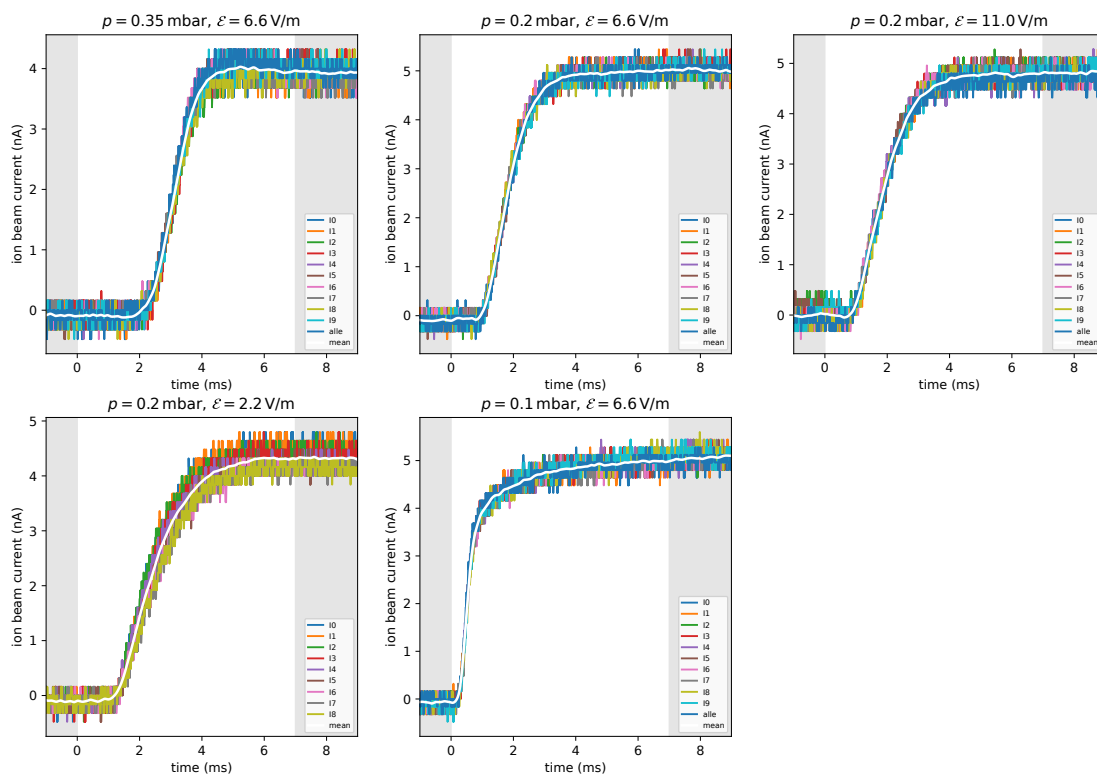 p = 0.35 mbar, ℰ = 6.6 V/m
ion beam current (nA)
4
3
2
1
0
0 2 4 6 8
time (ms)
I0
I1
I2
I3
I4
I5
I6
I7
I8
I9
alle
mean
p = 0.2 mbar, ℰ = 6.6 V/m
ion beam current (nA)
5
4
3
2
1
0
0 2 4 6 8
time (ms)
I0
I1
I2
I3
I4
I5
I6
I7
I8
I9
alle
mean
p = 0.2 mbar, ℰ = 11.0 V/m
ion beam current (nA)
5
4
3
2
1
0
0 2 4 6 8
time (ms)
I0
I1
I2
I3
I4
I5
I6
I7
I8
I9
alle
mean
p = 0.2 mbar, ℰ = 2.2 V/m
ion beam current (nA)
5
4
3
2
1
0
0 2 4 6 8
time (ms)
I0
I1
I2
I3
I4
I5
I6
I7
I8
mean
p = 0.1 mbar, ℰ = 6.6 V/m
ion beam current (nA)
5
4
3
2
1
0
0 2 4 6 8
time (ms)
I0
I1
I2
I3
I4
I5
I6
I7
I8
I9
alle
mean